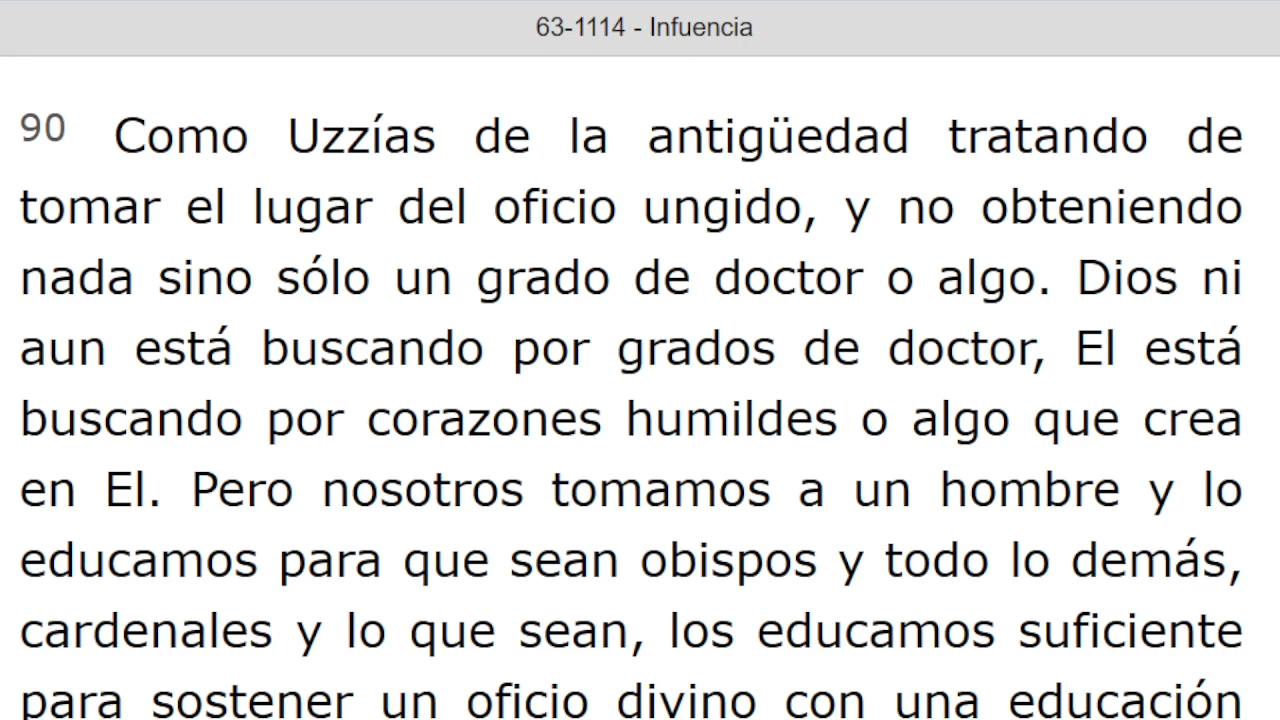 63-1114 - Infuencia
90 Como Uzzías de la antigüedad tratando de
tomar el lugar del oficio ungido, y no obteniendo
nada sino sólo un grado de doctor o algo. Dios ni
aun está buscando por grados de doctor, El está
buscando por corazones humildes o algo que crea
en El. Pero nosotros tomamos a un hombre y lo
educamos para que sean obispos y todo lo demás,
cardenales y lo que sean, los educamos suficiente
para sostener un oficio divino con una educación